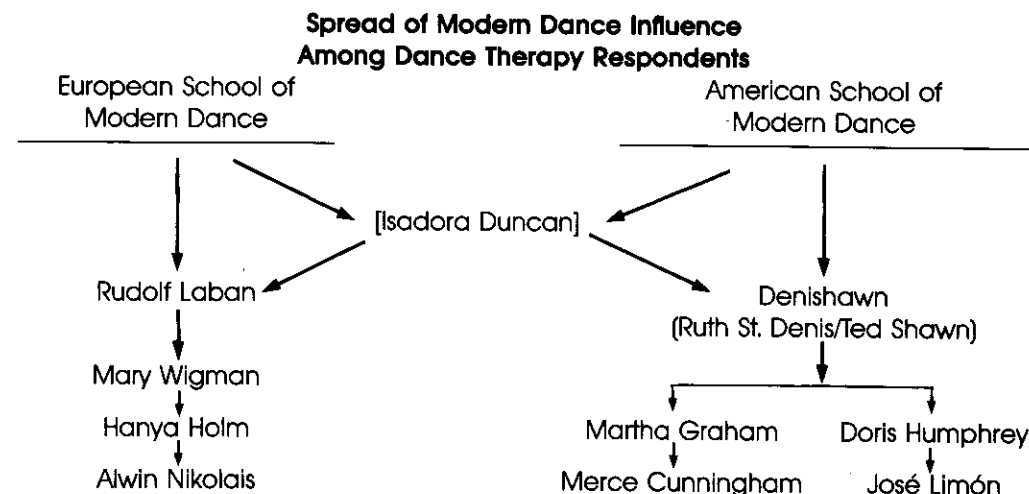 Spread of Modern Dance Influence
Among Dance Therapy Respondents
European School of
Modern Dance
American School of
Modern Dance
[Isadora Duncan]
Rudolf Laban
Denishawn
(Ruth St. Denis/Ted Shawn)
Mary Wigman
Hanya Holm
Martha Graham
Doris Humphrey
Alwin Nikolais
Merce Cunningham
José Limón